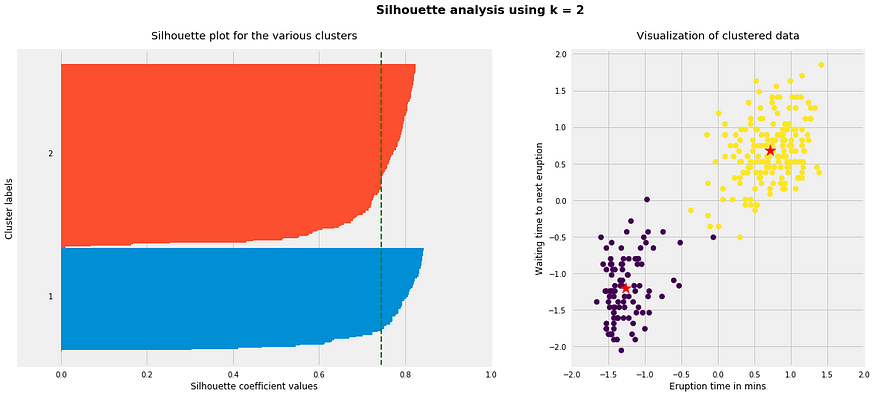 Silhouette analysis using k = 2
Silhouette plot for the various clusters
Cluster labels
2
1
0.0 0.2 0.4 0.6 0.8 1.0
Silhouette coefficient values
Visualization of clustered data
Waiting time to next eruption
2.0
1.5
1.0
0.5
0.0
−0.5
−1.0
−1.5
−2.0
−2.0 −1.5 −1.0 −0.5 0.0 0.5 1.0 1.5 2.0
Eruption time in mins